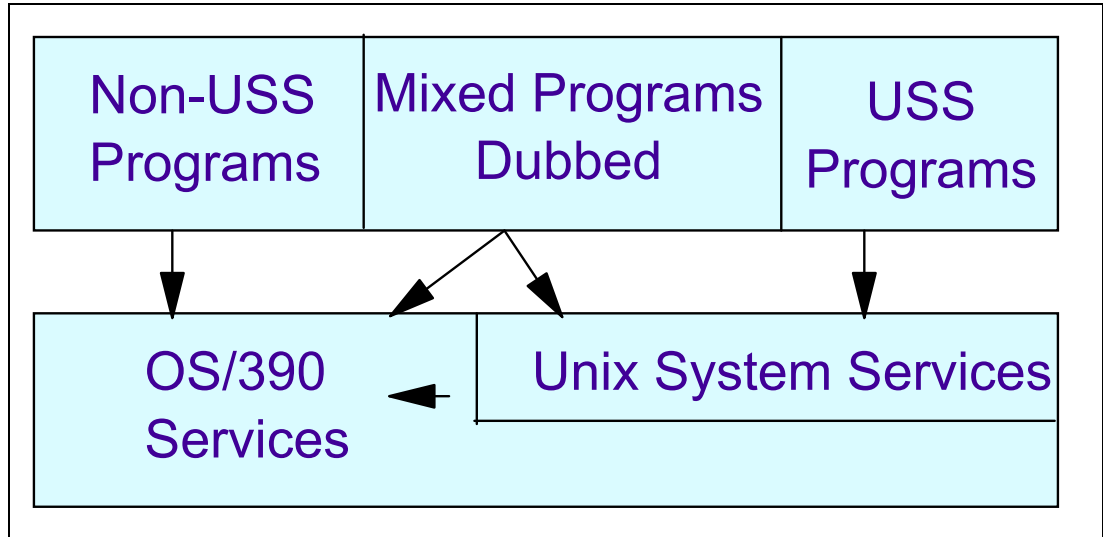 Non-USS
Programs
Mixed Programs
Dubbed
USS
Programs
OS/390
Services
Unix System Services